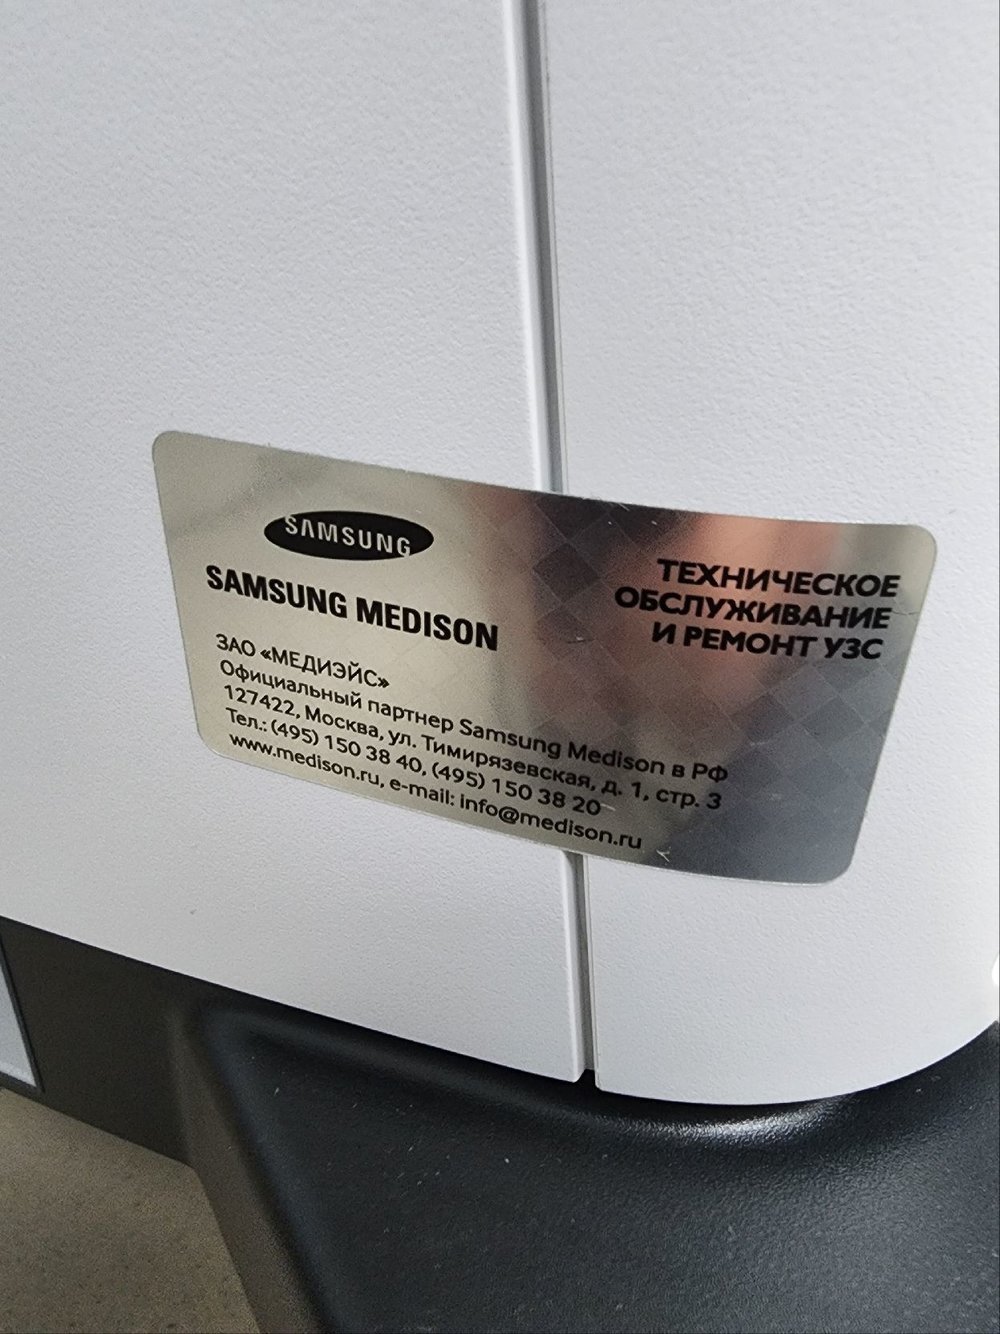 SAMSUNG
SAMSUNG MEDISON
ЗАО «МЕДИЭЙС»
Официальный партнер Samsung Medison в РФ
127422, Москва, ул. Тимирязевская, д. 1, стр. 3
Тел.: (495) 150 38 40, (495) 150 38 20
www.medison.ru, e-mail: info@medison.ru
ТЕХНИЧЕСКОЕ
ОБСЛУЖИВАНИЕ
И РЕМОНТ УЗС